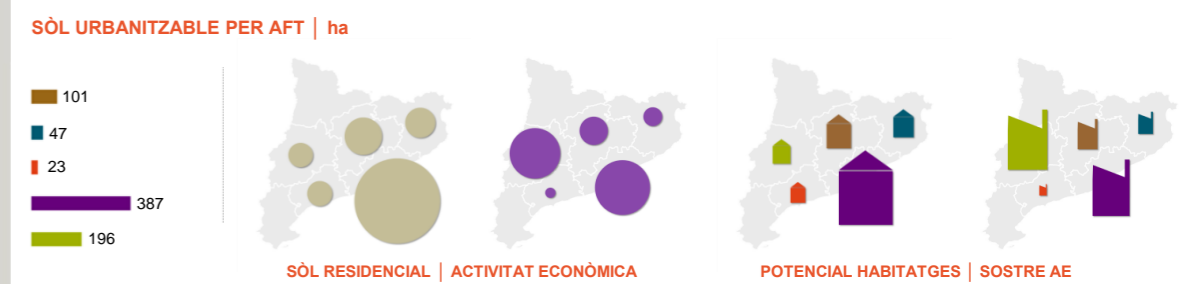 SÒL URBANITZABLE PER AFT | ha
101
47
23
387
196
SÒL RESIDENCIAL | ACTIVITAT ECONÒMICA
POTENCIAL HABITATGES | SOSTRE AE